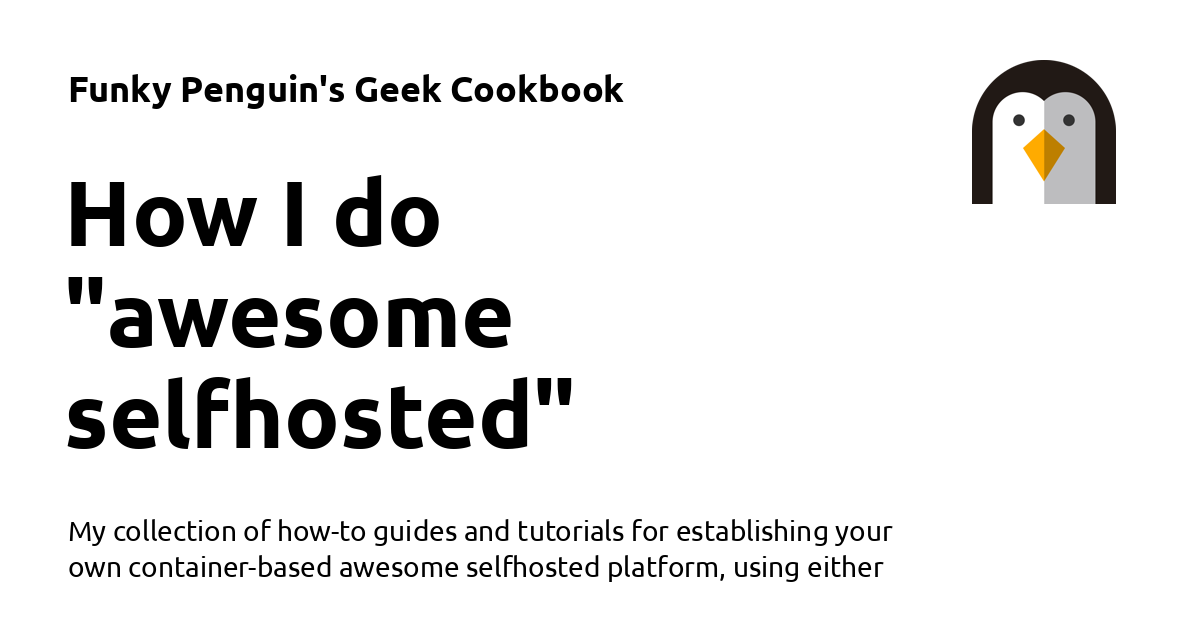 Funky Penguin's Geek Cookbook
How I do
"awesome
selfhosted"
My collection of how-to guides and tutorials for establishing your
own container-based awesome selfhosted platform, using either